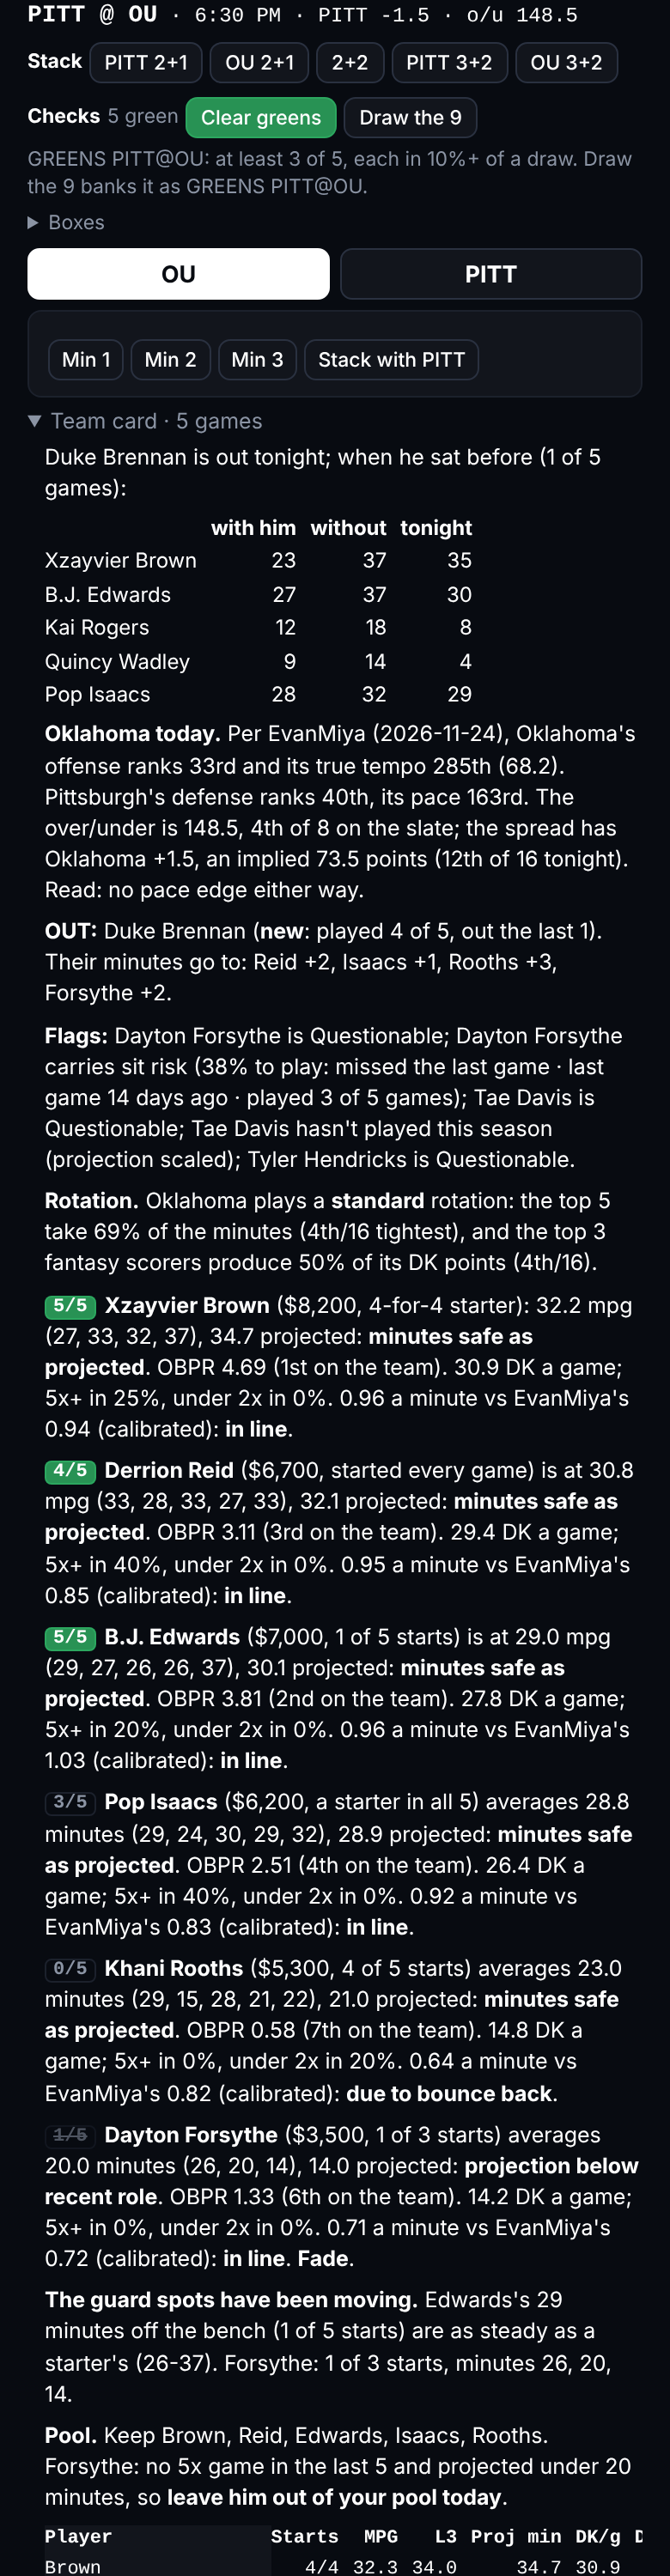 PITT @ OU · 6:30 PM · PITT -1.5 · o/u 148.5
Stack PITT 2+1 OU 2+1 2+2 PITT 3+2 OU 3+2
Checks 5 green Clear greens Draw the 9
GREENS PITT@OU: at least 3 of 5, each in 10%+ of a draw. Draw
the 9 banks it as GREENS PITT@OU.
▶ Boxes
OU PITT
Min 1 Min 2 Min 3 Stack with PITT
▼ Team card · 5 games
Duke Brennan is out tonight; when he sat before (1 of 5
games):
with him without tonight
Xzayvier Brown 23 37 35
B.J. Edwards 27 37 30
Kai Rogers 12 18 8
Quincy Wadley 9 14 4
Pop Isaacs 28 32 29
Oklahoma today. Per EvanMiya (2026-11-24), Oklahoma's
offense ranks 33rd and its true tempo 285th (68.2).
Pittsburgh's defense ranks 40th, its pace 163rd. The
over/under is 148.5, 4th of 8 on the slate; the spread has
Oklahoma +1.5, an implied 73.5 points (12th of 16 tonight).
Read: no pace edge either way.
OUT: Duke Brennan (new: played 4 of 5, out the last 1).
Their minutes go to: Reid +2, Isaacs +1, Rooths +3,
Forsythe +2.
Flags: Dayton Forsythe is Questionable; Dayton Forsythe
carries sit risk (38% to play: missed the last game · last
game 14 days ago · played 3 of 5 games); Tae Davis is
Questionable; Tae Davis hasn't played this season
(projection scaled); Tyler Hendricks is Questionable.
Rotation. Oklahoma plays a standard rotation: the top 5
take 69% of the minutes (4th/16 tightest), and the top 3
fantasy scorers produce 50% of its DK points (4th/16).
5/5 Xzayvier Brown ($8,200, 4-for-4 starter): 32.2 mpg
(27, 33, 32, 37), 34.7 projected: minutes safe as
projected. OBPR 4.69 (1st on the team). 30.9 DK a game;
5x+ in 25%, under 2x in 0%. 0.96 a minute vs EvanMiya's
0.94 (calibrated): in line.
4/5 Derrion Reid ($6,700, started every game) is at 30.8
mpg (33, 28, 33, 27, 33), 32.1 projected: minutes safe as
projected. OBPR 3.11 (3rd on the team). 29.4 DK a game;
5x+ in 40%, under 2x in 0%. 0.95 a minute vs EvanMiya's
0.85 (calibrated): in line.
5/5 B.J. Edwards ($7,000, 1 of 5 starts) is at 29.0 mpg
(29, 27, 26, 26, 37), 30.1 projected: minutes safe as
projected. OBPR 3.81 (2nd on the team). 27.8 DK a game;
5x+ in 20%, under 2x in 0%. 0.96 a minute vs EvanMiya's
1.03 (calibrated): in line.
3/5 Pop Isaacs ($6,200, a starter in all 5) averages 28.8
minutes (29, 24, 30, 29, 32), 28.9 projected: minutes safe
as projected. OBPR 2.51 (4th on the team). 26.4 DK a
game; 5x+ in 40%, under 2x in 0%. 0.92 a minute vs
EvanMiya's 0.83 (calibrated): in line.
0/5 Khani Rooths ($5,300, 4 of 5 starts) averages 23.0
minutes (29, 15, 28, 21, 22), 21.0 projected: minutes safe
as projected. OBPR 0.58 (7th on the team). 14.8 DK a
game; 5x+ in 0%, under 2x in 20%. 0.64 a minute vs
EvanMiya's 0.82 (calibrated): due to bounce back.
1/5 Dayton Forsythe ($3,500, 1 of 3 starts) averages
20.0 minutes (26, 20, 14), 14.0 projected: projection below
recent role. OBPR 1.33 (6th on the team). 14.2 DK a game;
5x+ in 0%, under 2x in 0%. 0.71 a minute vs EvanMiya's
0.72 (calibrated): in line. Fade.
The guard spots have been moving. Edwards's 29
minutes off the bench (1 of 5 starts) are as steady as a
starter's (26-37). Forsythe: 1 of 3 starts, minutes 26, 20,
14.
Pool. Keep Brown, Reid, Edwards, Isaacs, Rooths.
Forsythe: no 5x game in the last 5 and projected under 20
minutes, so leave him out of your pool today.
Player Starts MPG L3 Proj min DK/g
Brown 4/4 32.3 34.0 34.7 30.9